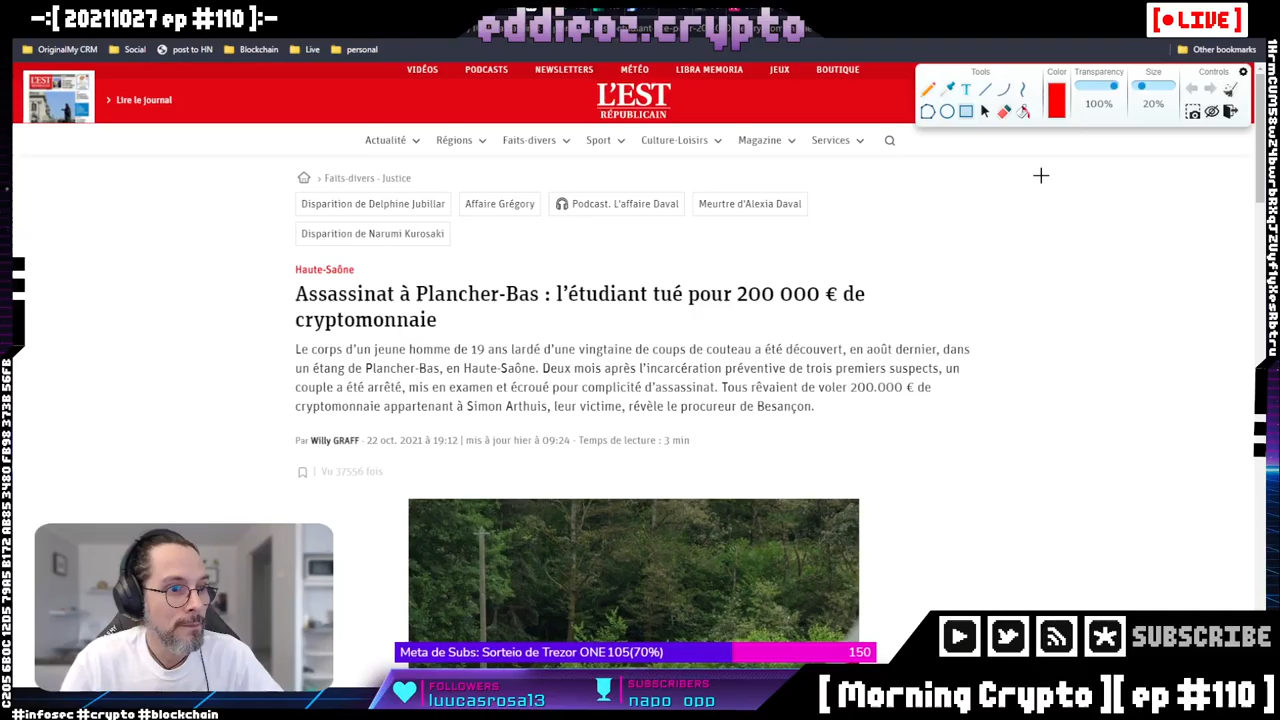 -:[ 20211027 ep #110 ]:-
eddieoz.crypto
[ • LIVE ]
OriginalMy CRM
Social
post to HN
Blockchain
Live
personal
Other bookmarks
VIDÉOS PODCASTS NEWSLETTERS MÉTÉO LIBRA MEMORIA JEUX BOUTIQUE
> Lire le journal
L'EST
RÉPUBLICAIN
Tools
Color
Transparency
Size
Controls
100%
20%
Actualité Régions Faits-divers Sport Culture-Loisirs Magazine Services
› Faits-divers - Justice
Disparition de Delphine Jubillar
Affaire Grégory
Podcast. L'affaire Daval
Meurtre d'Alexia Daval
Disparition de Narumi Kurosaki
Haute-Saône
Assassinat à Plancher-Bas : l'étudiant tué pour 200 000 € de
cryptomonnaie
Le corps d'un jeune homme de 19 ans lardé d'une vingtaine de coups de couteau a été découvert, en août dernier, dans
un étang de Plancher-Bas, en Haute-Saône. Deux mois après l'incarcération préventive de trois premiers suspects, un
couple a été arrêté, mis en examen et écroué pour complicité d'assassinat. Tous rêvaient de voler 200.000 € de
cryptomonnaie appartenant à Simon Arthuis, leur victime, révèle le procureur de Besançon.
Par Willy GRAFF - 22 oct. 2021 à 19:12 | mis à jour hier à 09:24 - Temps de lecture : 3 min
| Vu 37556 fois
Meta de Subs: Sorteio de Trezor ONE 105(70%)
150
FOLLOWERS
luucasrosa13
SUBSCRIBERS
napo_opp
SUBSCRIBE
[ Morning Crypto ][ ep #110 ]
#infosec #crypto #blockchain